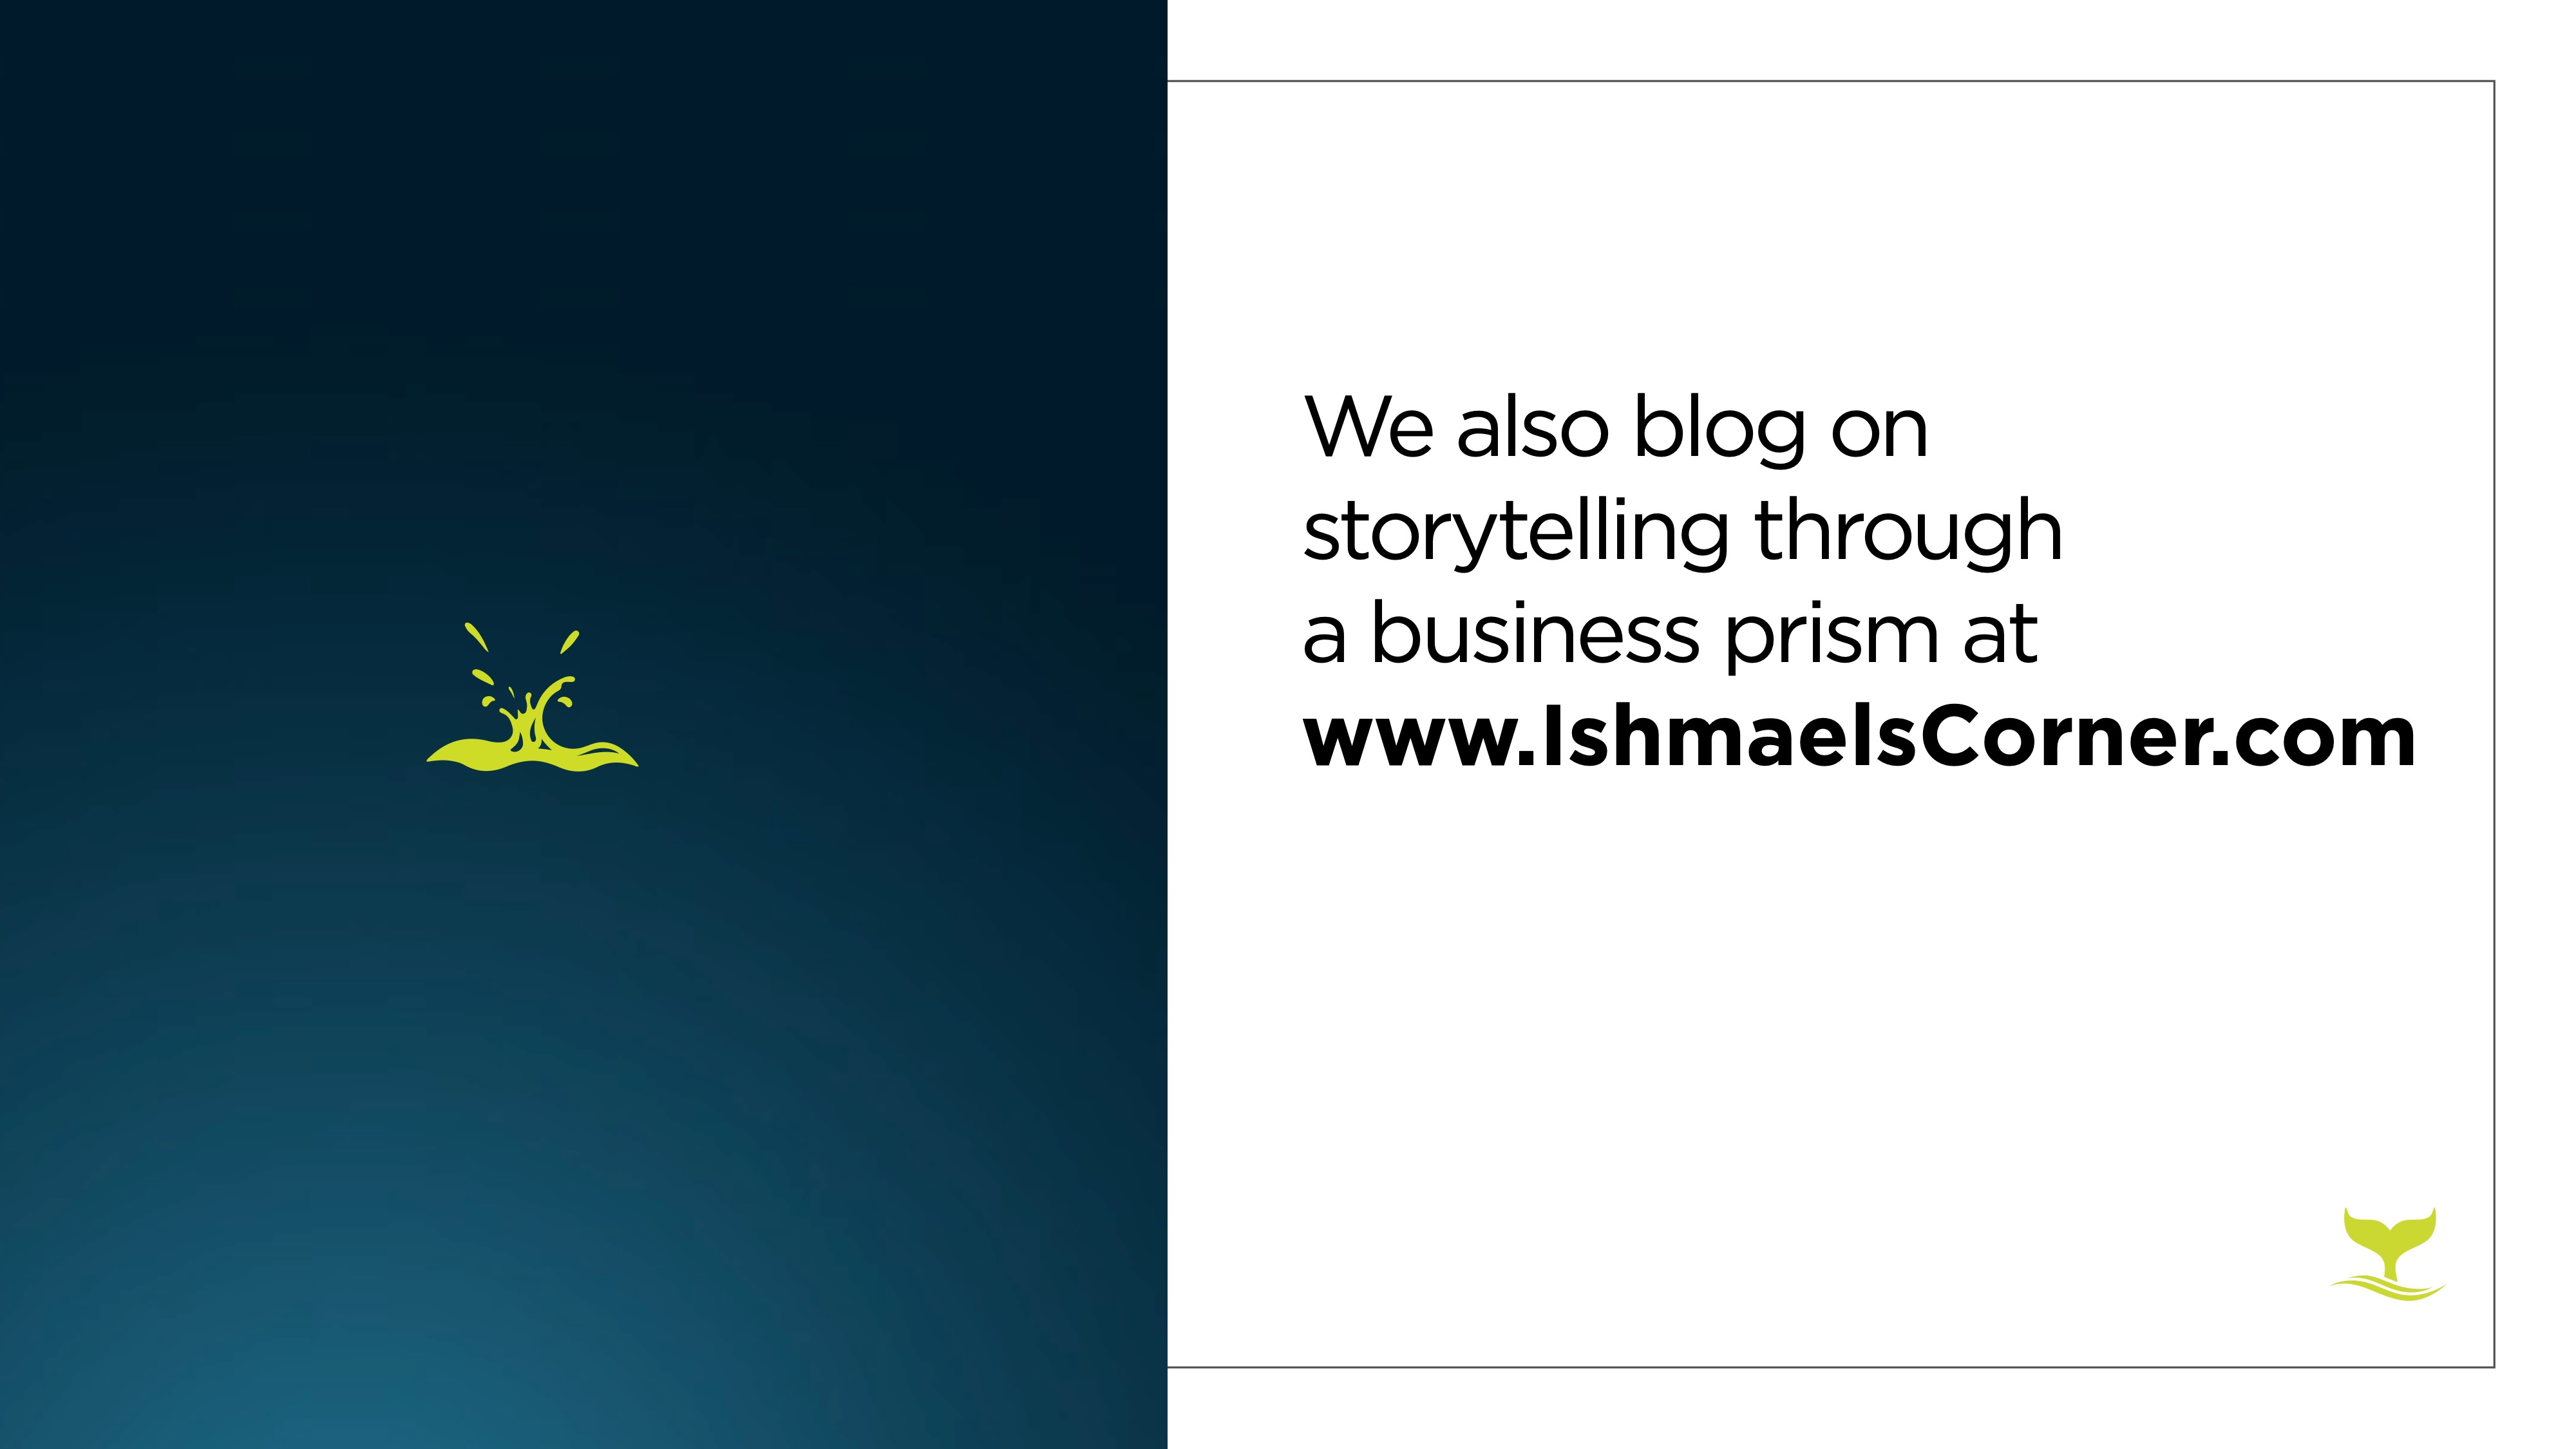 We also blog on
storytelling through
a business prism at
www.IshmaelsCorner.com